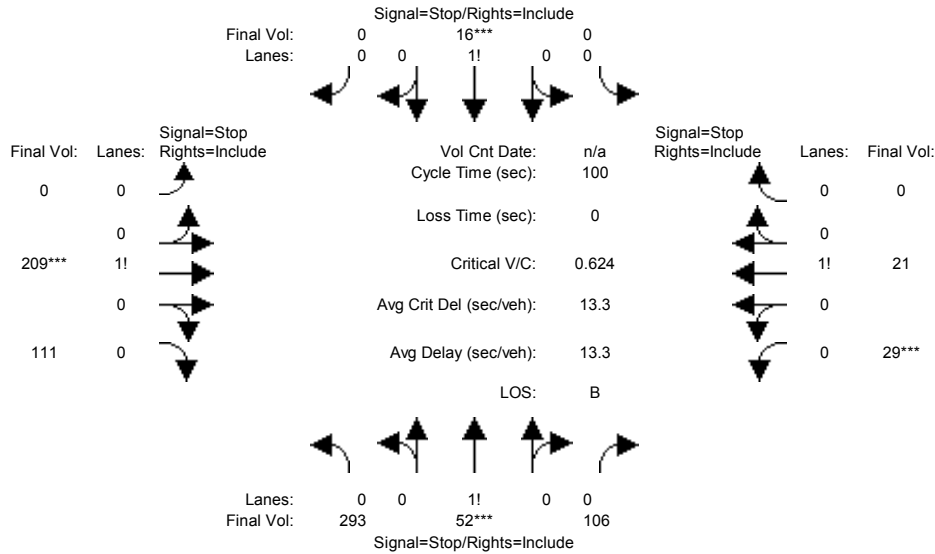 Signal=Stop/Rights=Include
Final Vol: 0 16*** 0
Lanes: 0 0 1! 0 0
Signal=Stop Signal=Stop
Final Vol: Lanes: Rights=Include Vol Cnt Date: n/a Rights=Include Lanes: Final Vol:
Cycle Time (sec): 100
0 0 0 0
Loss Time (sec): 0
0 0
209*** 1! Critical V/C: 0.624 1! 21
0 Avg Crit Del (sec/veh): 13.3 0
111 0 Avg Delay (sec/veh): 13.3 0 29***
LOS: B
Lanes: 0 0 1! 0 0
Final Vol: 293 52*** 106
Signal=Stop/Rights=Include